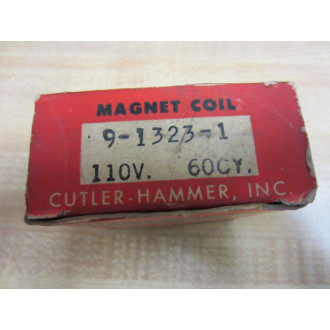 MAGNET COIL
9-1323-1
110V. 60CY.
CUTLER-HAMMER, INC.